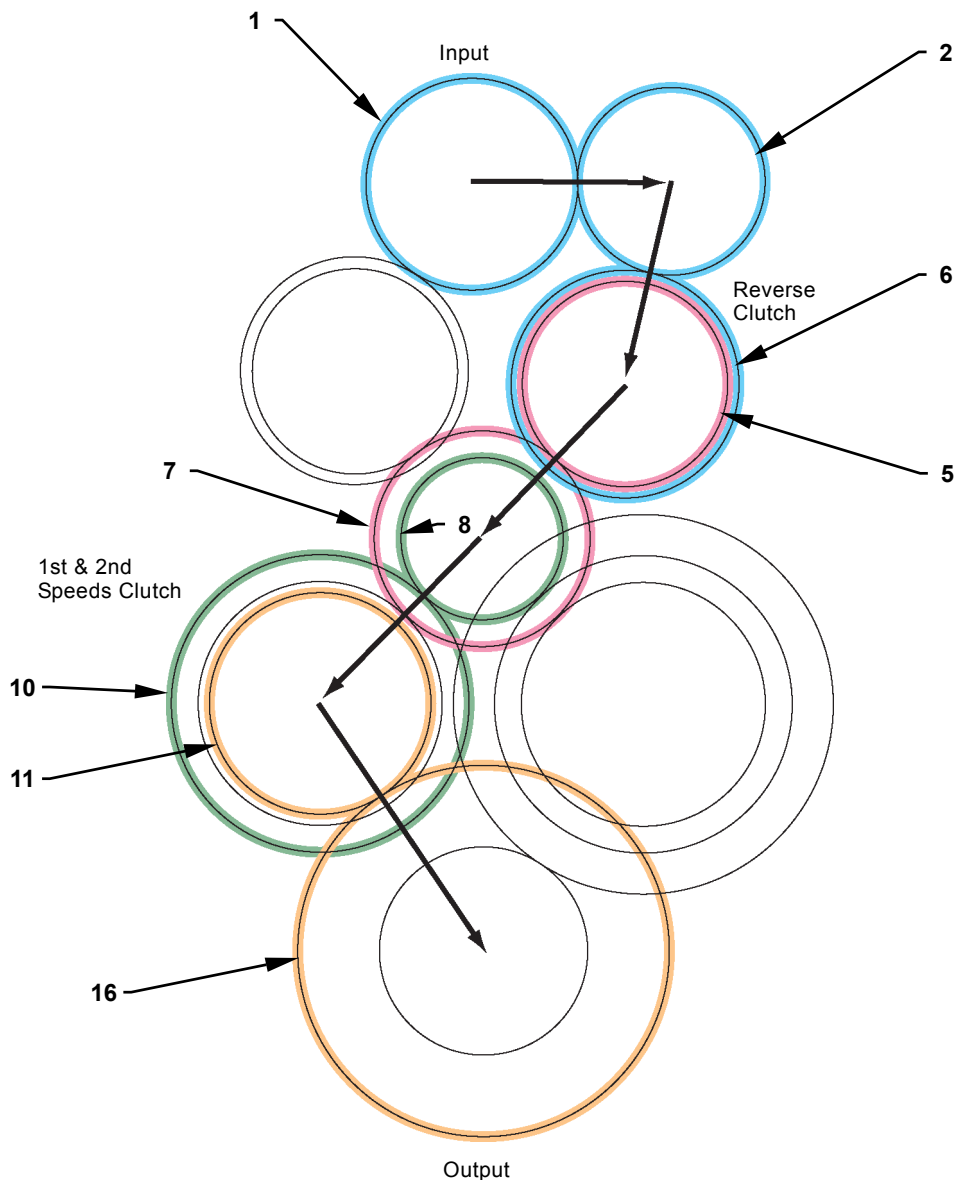 1
Input
2
6
Reverse
Clutch
7
8
5
1st & 2nd
Speeds Clutch
10
11
16
Output